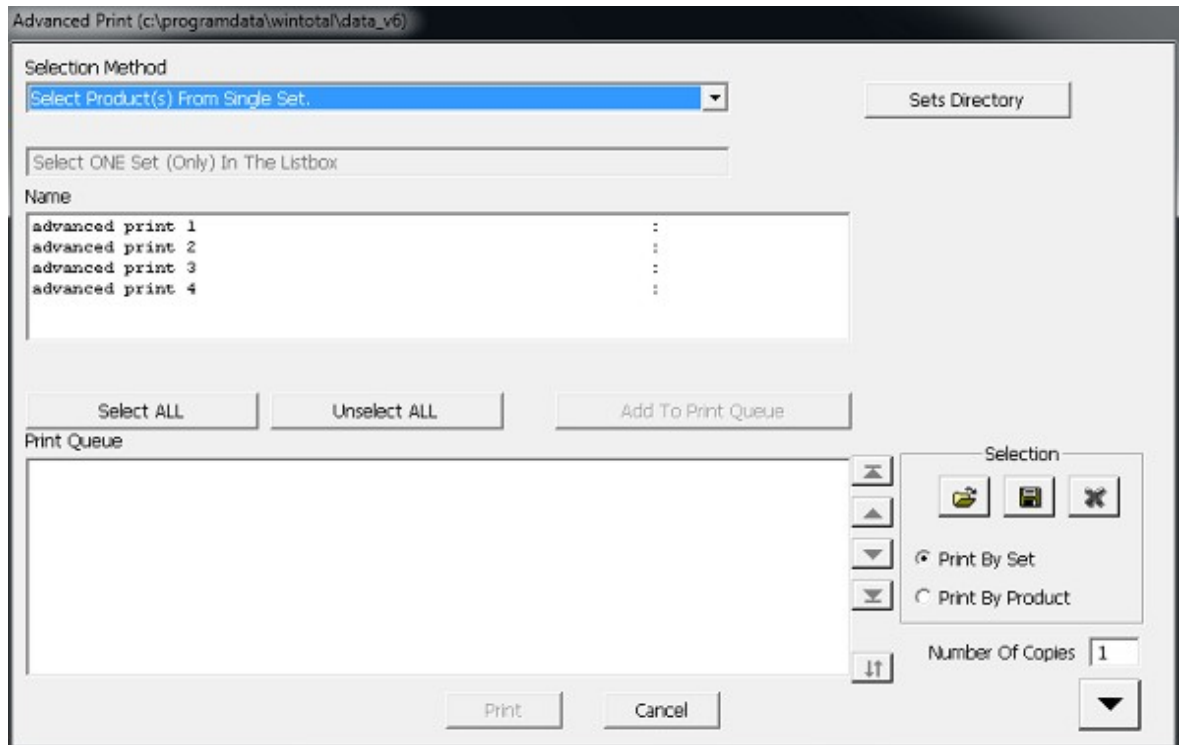 Advanced Print (c:\programdata\wintotal\data_v6)
Selection Method
Select Product(s) From Single Set.
Sets Directory
Select ONE Set (Only) In The Listbox
Name
advanced print 1 :
advanced print 2 :
advanced print 3 :
advanced print 4 :
Select ALL
Unselect ALL
Add To Print Queue
Print Queue
Selection
Print By Set
Print By Product
Number Of Copies 1
Print
Cancel